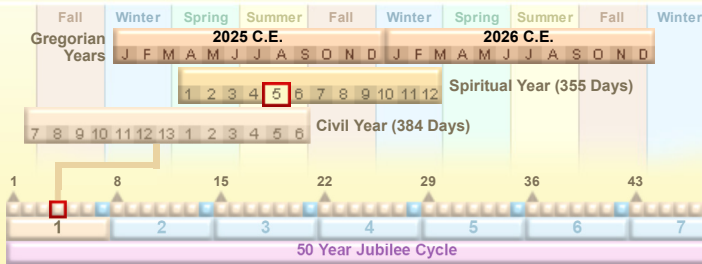 Fall Winter Spring Summer Fall Winter Spring Summer Fall Winter
Gregorian Years
2025 C.E. 2026 C.E.
J F M A M J J A S O N D J F M A M J J A S O N D
1 2 3 4 5 6 7 8 9 10 11 12 Spiritual Year (355 Days)
7 8 9 10 11 12 13 1 2 3 4 5 6 Civil Year (384 Days)
1 8 15 22 29 36 43
1 2 3 4 5 6 7
50 Year Jubilee Cycle